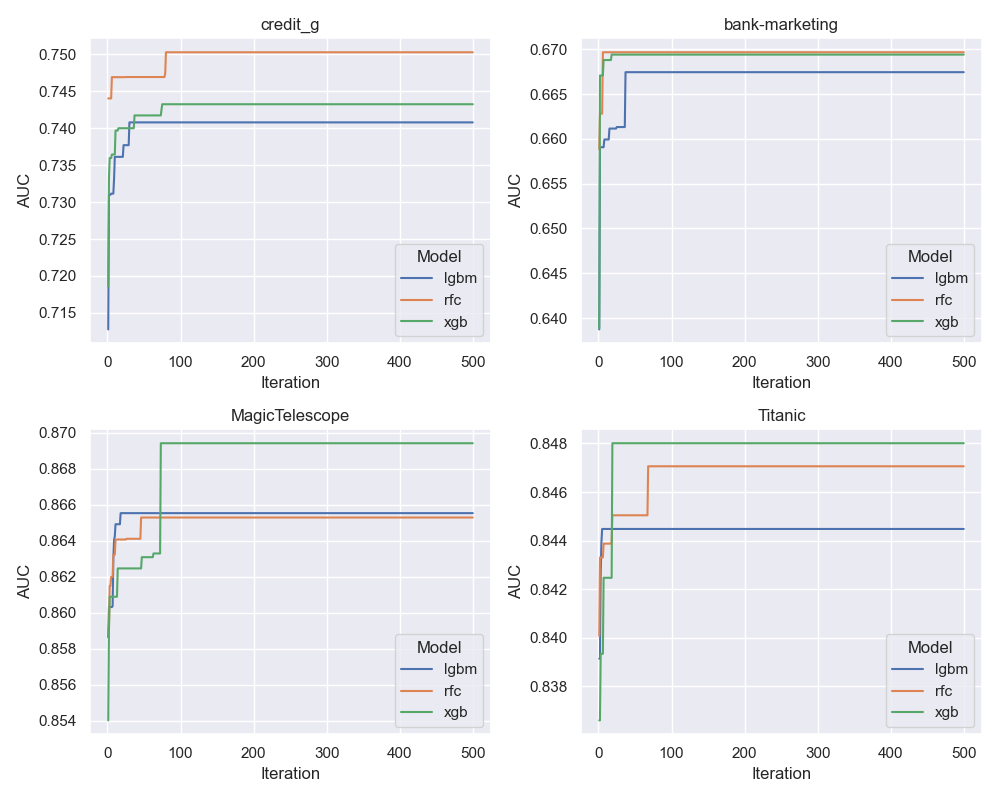 credit_g
0.750
0.745
0.740
0.735
0.730
0.725
0.720
0.715
AUC
0 100 200 300 400 500
Iteration
Model
lgbm
rfc
xgb
bank-marketing
0.670
0.665
0.660
0.655
0.650
0.645
0.640
AUC
0 100 200 300 400 500
Iteration
Model
lgbm
rfc
xgb
MagicTelescope
0.870
0.868
0.866
0.864
0.862
0.860
0.858
0.856
0.854
AUC
0 100 200 300 400 500
Iteration
Model
lgbm
rfc
xgb
Titanic
0.848
0.846
0.844
0.842
0.840
0.838
AUC
0 100 200 300 400 500
Iteration
Model
lgbm
rfc
xgb